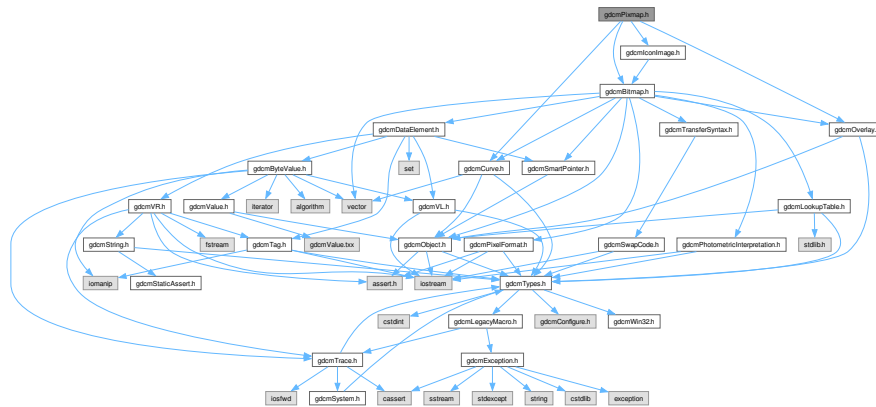 gdcmPixmap.h
gdcmIconImage.h
gdcmBitmap.h
gdcmDataElement.h
gdcmTransferSyntax.h
gdcmOverlay.
gdcmByteValue.h
set
gdcmCurve.h
gdcmSmartPointer.h
gdcmVR.h
gdcmValue.h
iterator
algorithm
vector
gdcmVL.h
gdcmLookupTable.h
gdcmString.h
fstream
gdcmTag.h
gdcmValue.txx
gdcmObject.h
gdcmPixelFormat.h
gdcmSwapCode.h
gdcmPhotometricInterpretation.h
stdlib.h
iomanip
gdcmStaticAssert.h
assert.h
iostream
gdcmTypes.h
cstdint
gdcmLegacyMacro.h
gdcmConfigure.h
gdcmWin32.h
gdcmTrace.h
gdcmException.h
iosfwd
gdcmSystem.h
cassert
sstream
stdexcept
string
cstdlib
exception